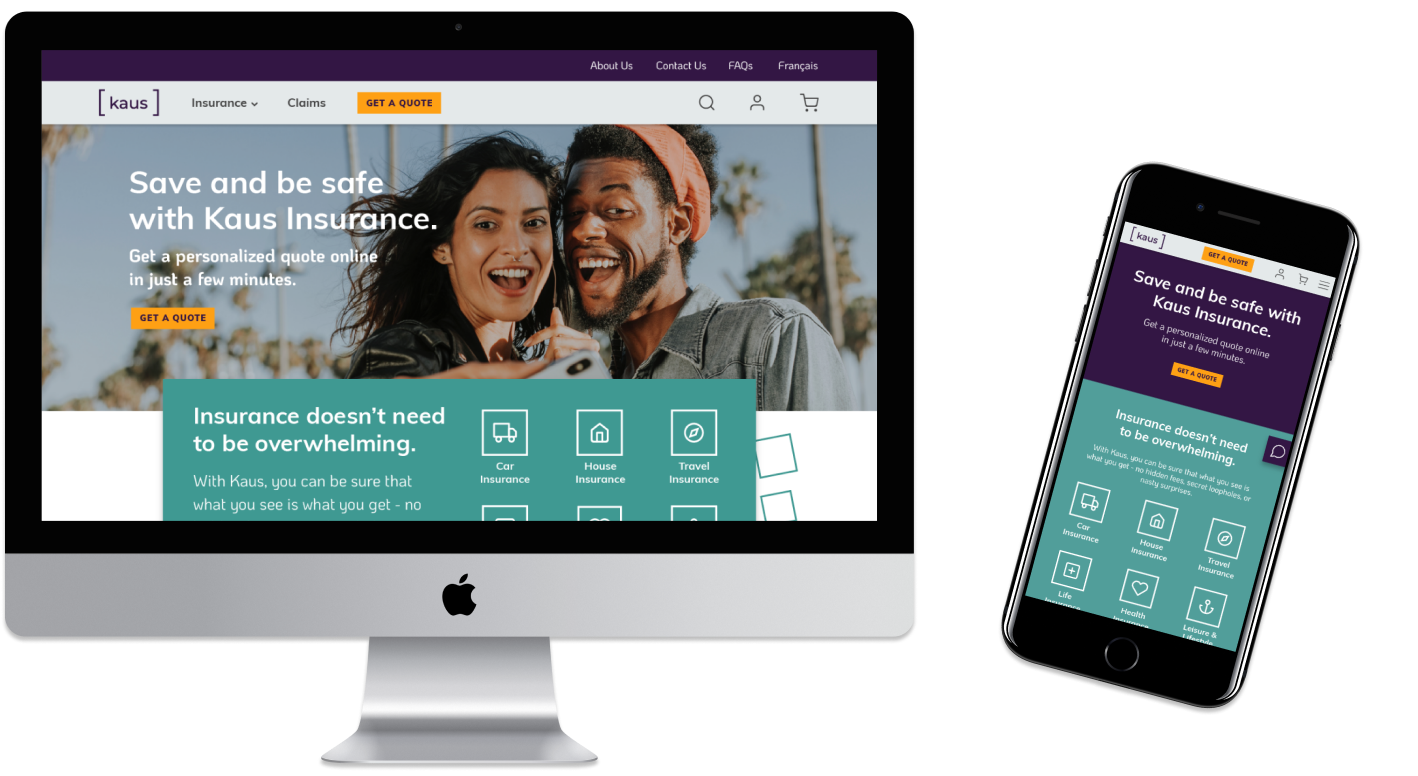 About Us Contact Us FAQs Français
[kaus] Insurance Claims GET A QUOTE
Save and be safe
with Kaus Insurance.
Get a personalized quote online
in just a few minutes.
GET A QUOTE
Insurance doesn’t need
to be overwhelming.
With Kaus, you can be sure that
what you see is what you get - no
Car
Insurance
House
Insurance
Travel
Insurance
[kaus]
GET A QUOTE
Save and be safe with
Kaus Insurance.
Get a personalized quote online
in just a few minutes.
GET A QUOTE
Insurance doesn’t need
to be overwhelming.
With Kaus, you can be sure that what you see is
what you get - no hidden fees, secret loopholes, or
nasty surprises.
Car
Insurance
House
Insurance
Travel
Insurance
Life
Insurance
Health
Insurance
Leisure &
Lifestyle